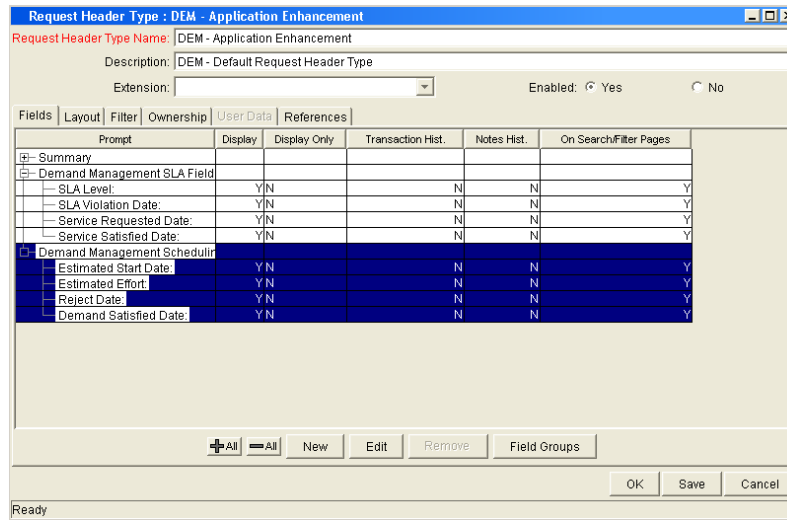 Request Header Type : DEM - Application Enhancement
Request Header Type Name: DEM - Application Enhancement
Description: DEM - Default Request Header Type
Extension: Enabled: Yes No
Fields Layout Filter Ownership User Data References
Prompt Display Display Only Transaction Hist. Notes Hist. On Search/Filter Pages
Summary
Demand Management SLA Field
SLA Level: Y N N N Y
SLA Violation Date: Y N N N Y
Service Requested Date: Y N N N Y
Service Satisfied Date: Y N N N Y
Demand Management Schedulin
Estimated Start Date: Y N N N Y
Estimated Effort: Y N N N Y
Reject Date: Y N N N Y
Demand Satisfied Date: Y N N N Y
All All New Edit Remove Field Groups
OK Save Cancel
Ready